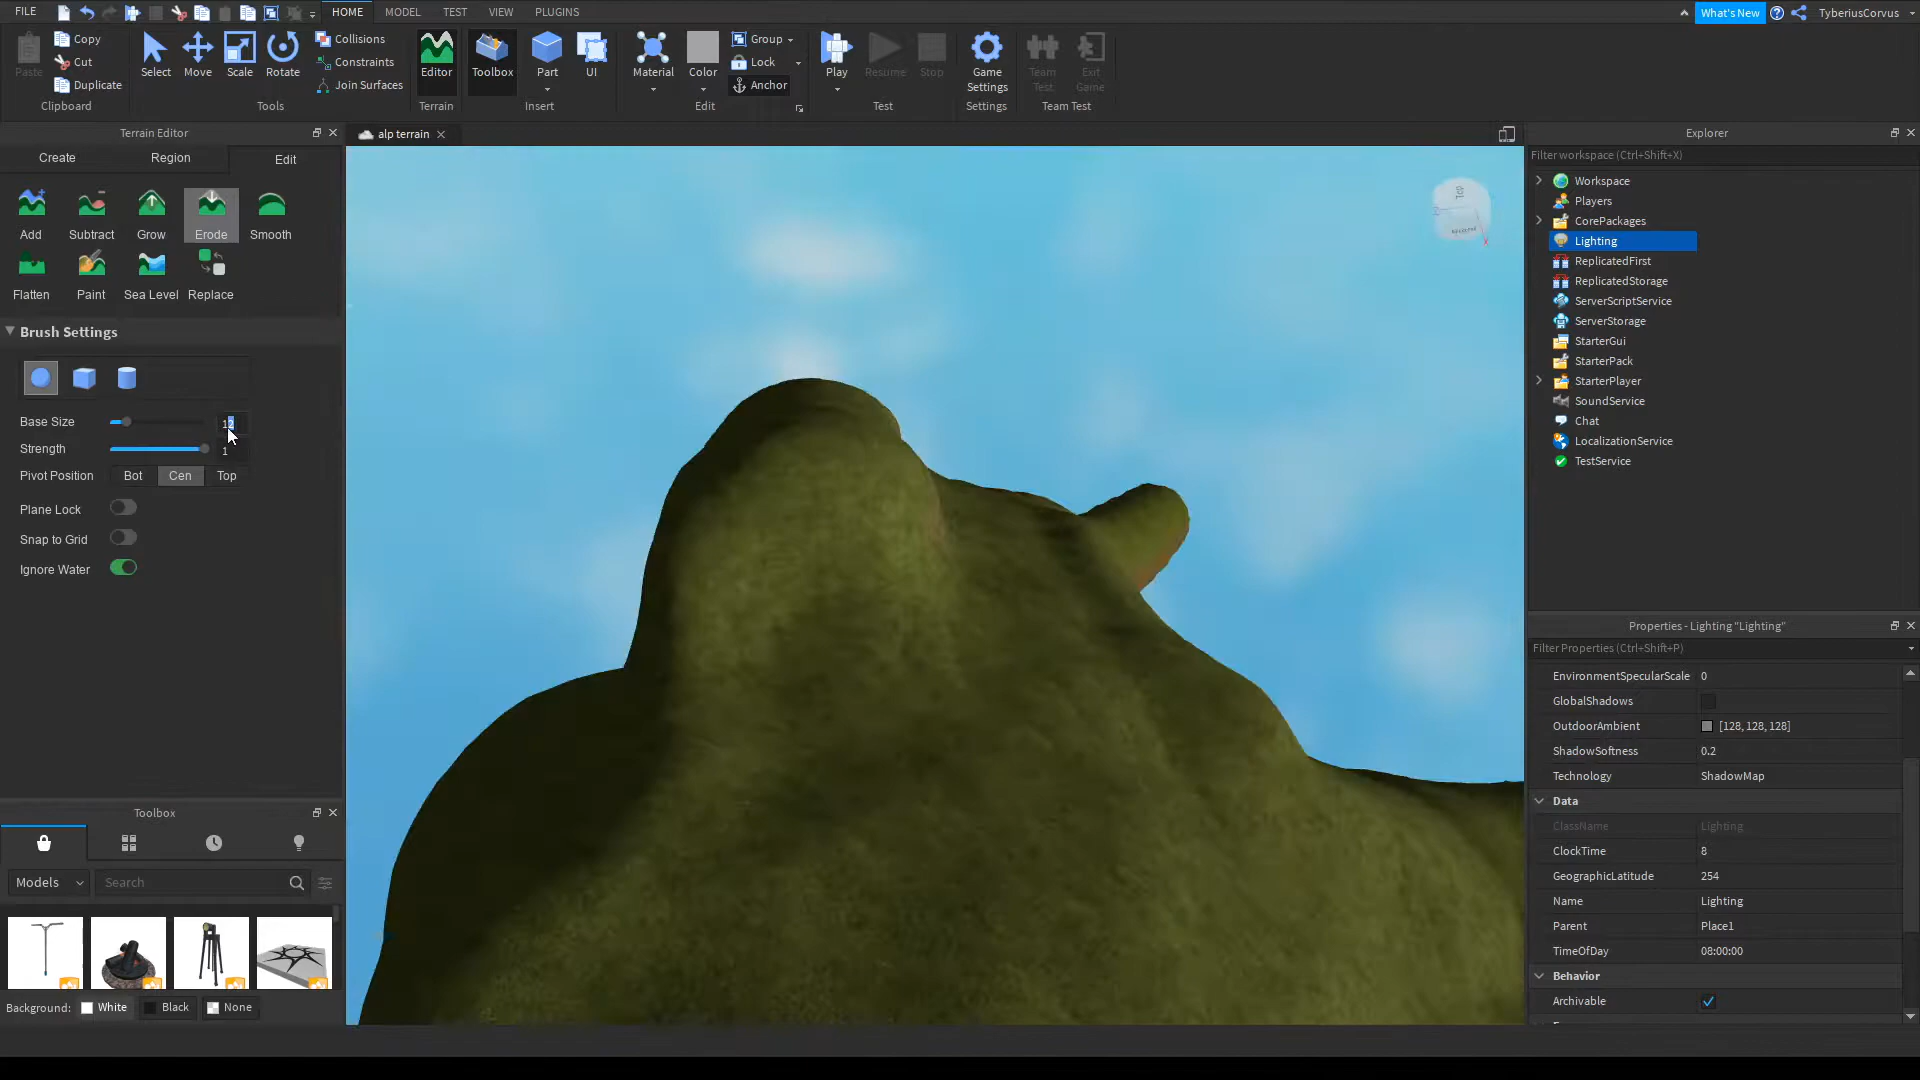 FILE HOME MODEL TEST VIEW PLUGINS What's New TyberiusCorvus
Paste Copy Cut Duplicate Clipboard
Select Move Scale Rotate Collisions Constraints Join Surfaces Tools
Editor Terrain
Toolbox Part UI Insert
Material Color Group Lock Anchor Edit
Play Resume Stop Test
Game Settings Settings
Team Test Exit Game Team Test
Terrain Editor
Create Region Edit
Add Subtract Grow Erode Smooth
Flatten Paint Sea Level Replace
Brush Settings
Base Size 12
Strength 1
Pivot Position Bot Cen Top
Plane Lock
Snap to Grid
Ignore Water
Toolbox
Models Search
Background: White Black None
alp terrain
Explorer
Filter workspace (Ctrl+Shift+X)
Workspace
Players
CorePackages
Lighting
ReplicatedFirst
ReplicatedStorage
ServerScriptService
ServerStorage
StarterGui
StarterPack
StarterPlayer
SoundService
Chat
LocalizationService
TestService
Properties - Lighting "Lighting"
Filter Properties (Ctrl+Shift+P)
EnvironmentSpecularScale 0
GlobalShadows
OutdoorAmbient [128, 128, 128]
ShadowSoftness 0.2
Technology ShadowMap
Data
ClassName Lighting
ClockTime 8
GeographicLatitude 254
Name Lighting
Parent Place1
TimeOfDay 08:00:00
Behavior
Archivable